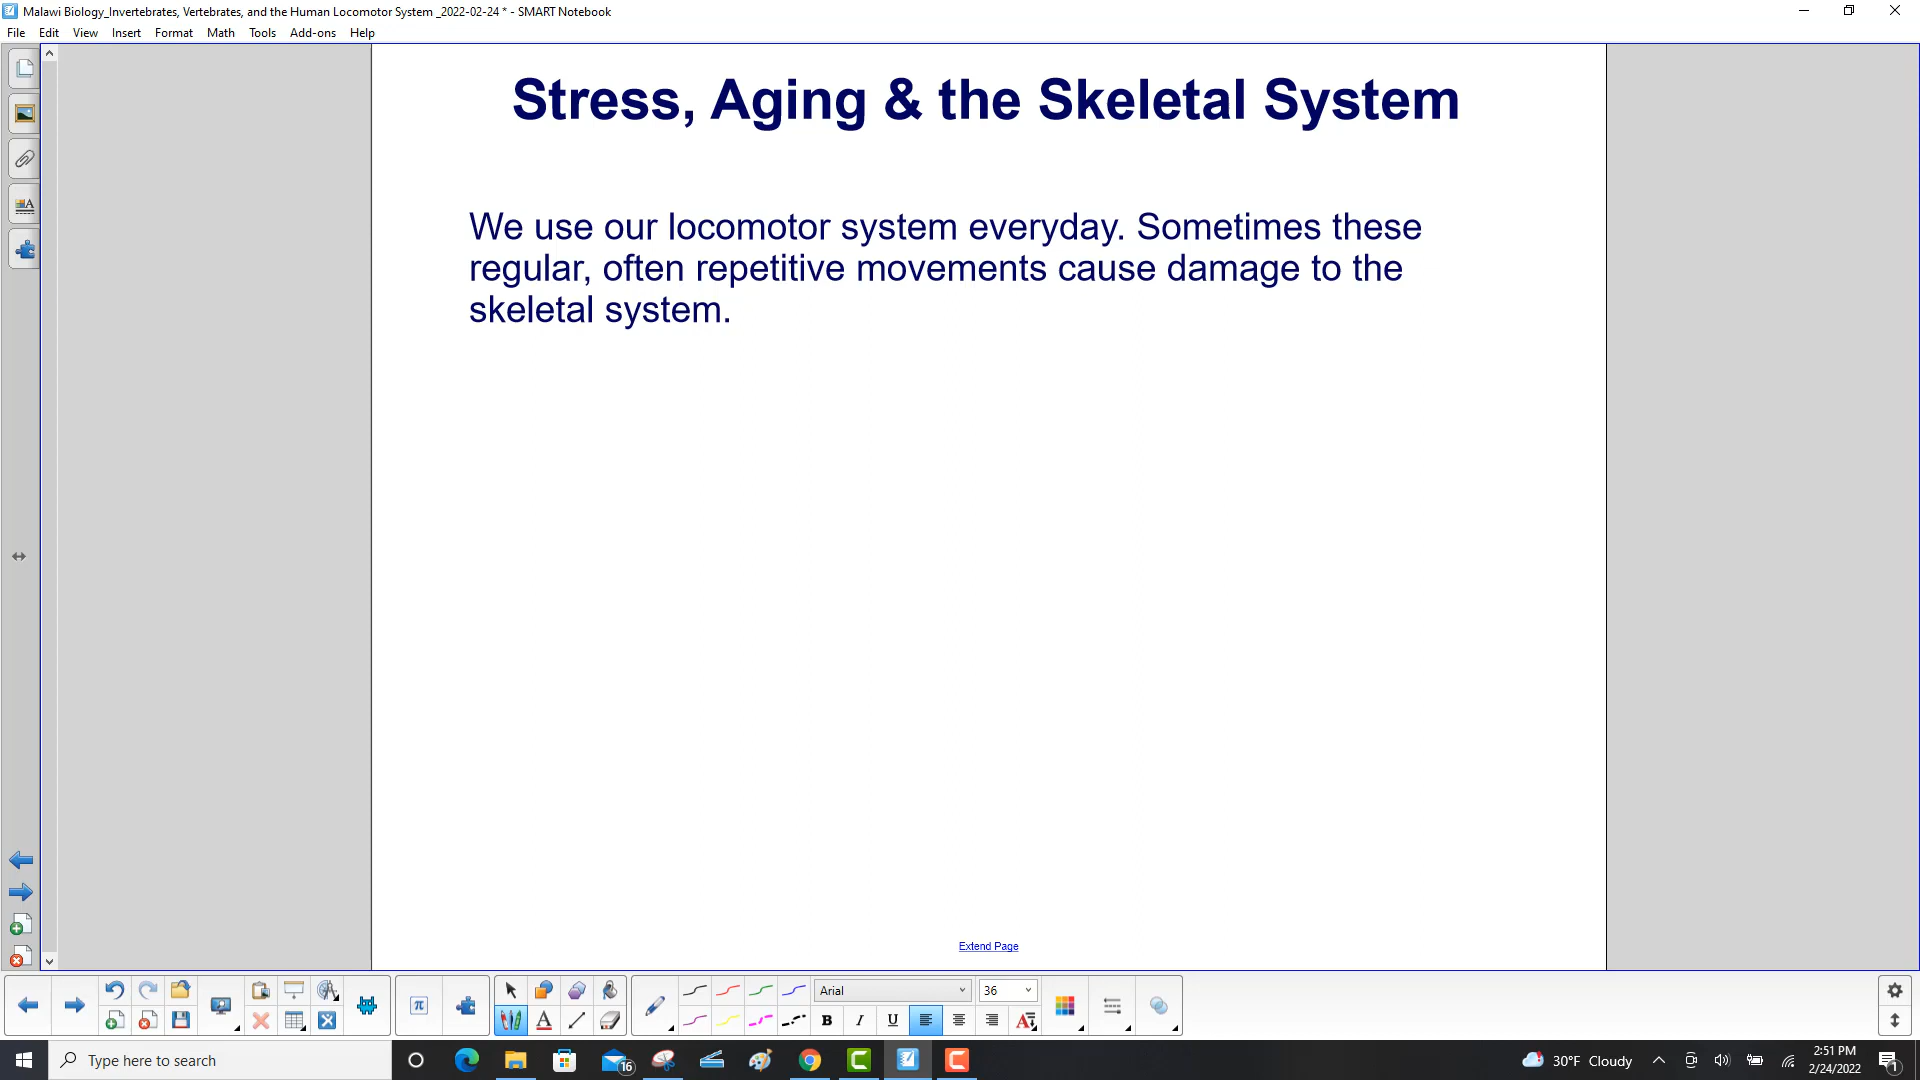 Malawi Biology_Invertebrates, Vertebrates, and the Human Locomotor System _2022-02-24 * - SMART Notebook
File Edit View Insert Format Math Tools Add-ons Help
Stress, Aging & the Skeletal System
We use our locomotor system everyday. Sometimes these
regular, often repetitive movements cause damage to the
skeletal system.
Extend Page
Arial 36
B I U
Type here to search
16
30°F Cloudy
2:51 PM
2/24/2022
1